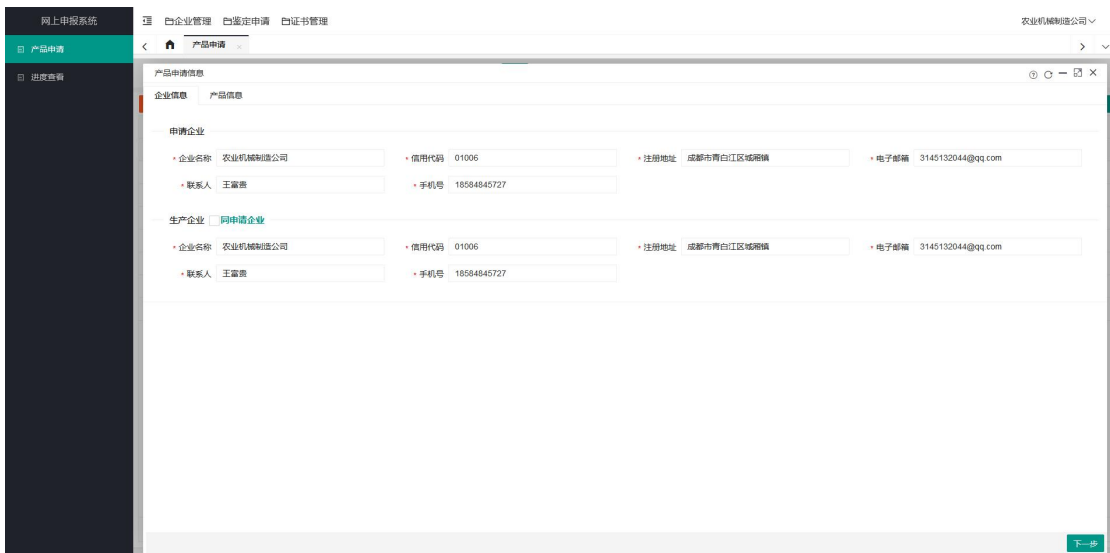 网上申报系统
企业管理 鉴定申请 证书管理
农业机械制造公司
产品申请
产品申请
进度查看
产品申请信息
企业信息 产品信息
申请企业
* 企业名称 农业机械制造公司 * 信用代码 01006 * 注册地址 成都市青白江区城厢镇 * 电子邮箱 3145132044@qq.com
* 联系人 王富贵 * 手机号 18584845727
生产企业 同申请企业
* 企业名称 农业机械制造公司 * 信用代码 01006 * 注册地址 成都市青白江区城厢镇 * 电子邮箱 3145132044@qq.com
* 联系人 王富贵 * 手机号 18584845727
下一步